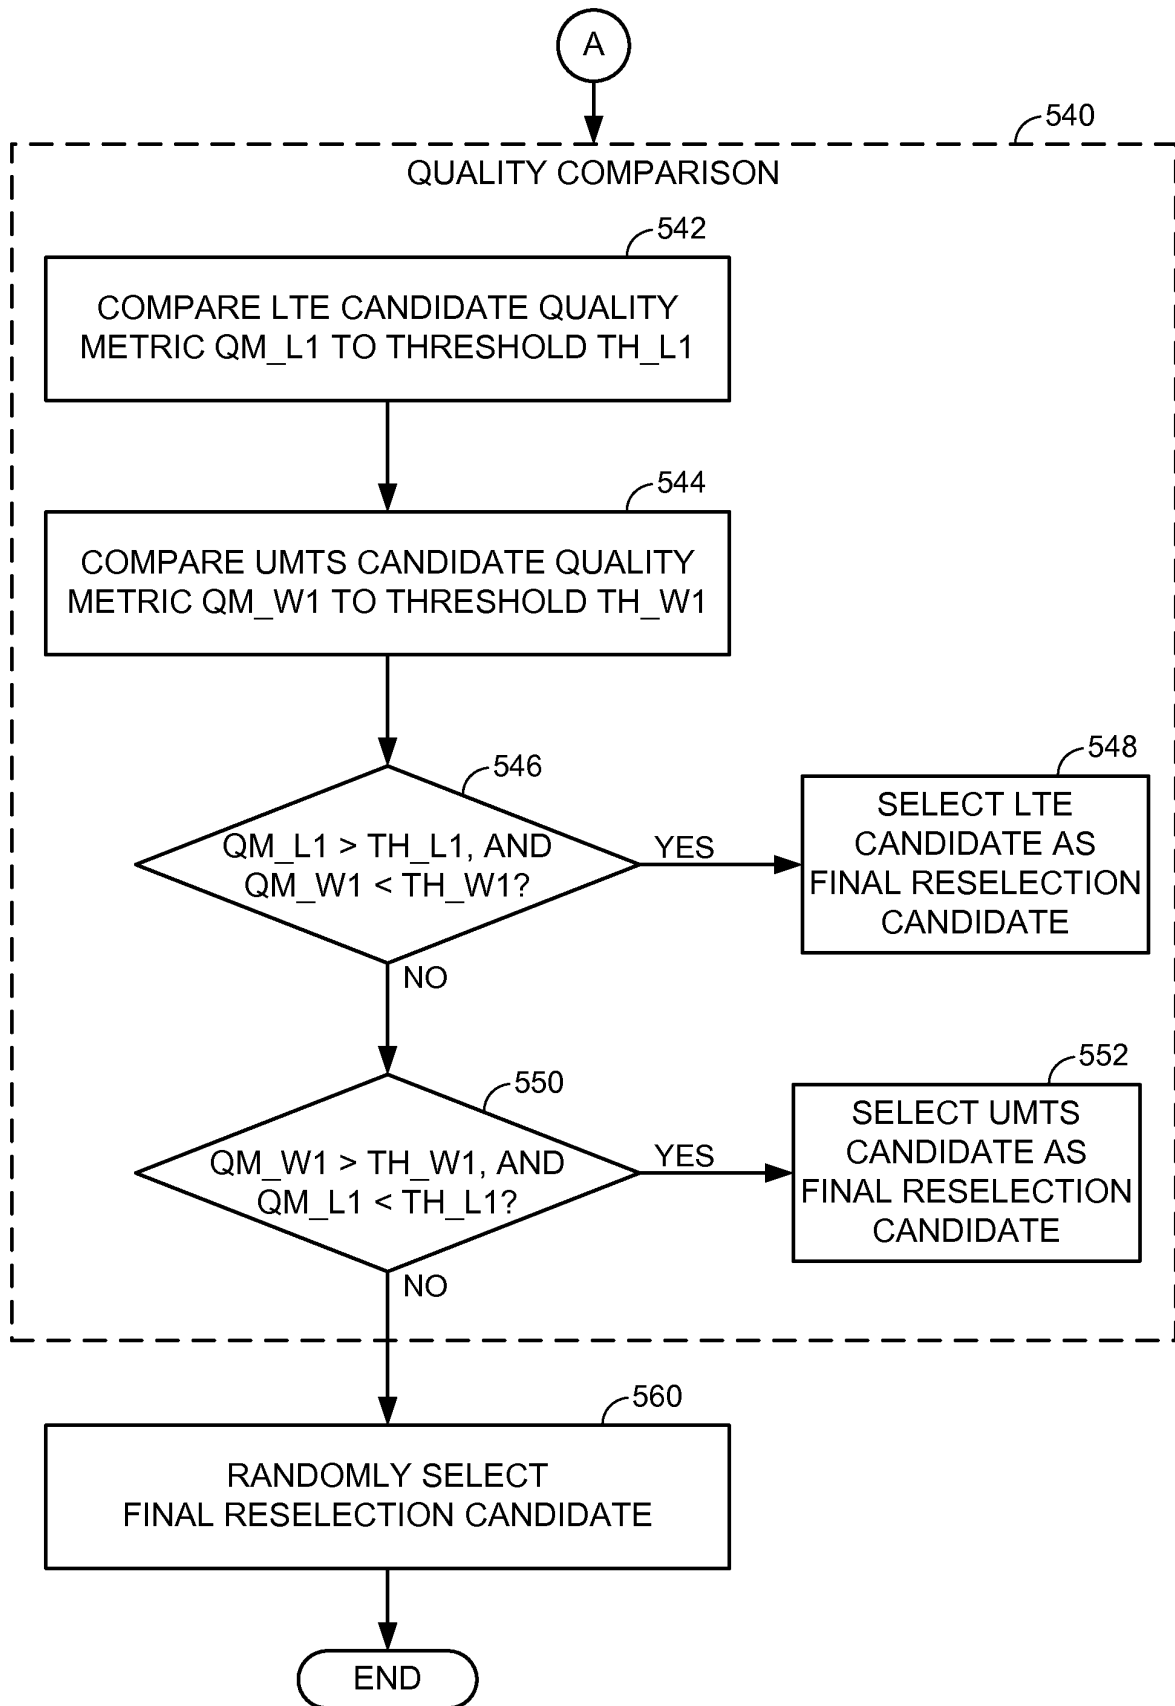 A
540
QUALITY COMPARISON
542
COMPARE LTE CANDIDATE QUALITY
METRIC QM_L1 TO THRESHOLD TH_L1
544
COMPARE UMTS CANDIDATE QUALITY
METRIC QM_W1 TO THRESHOLD TH_W1
546
QM_L1 > TH_L1, AND
QM_W1 < TH_W1?
YES
548
SELECT LTE
CANDIDATE AS
FINAL RESELECTION
CANDIDATE
NO
550
QM_W1 > TH_W1, AND
QM_L1 < TH_L1?
YES
552
SELECT UMTS
CANDIDATE AS
FINAL RESELECTION
CANDIDATE
NO
560
RANDOMLY SELECT
FINAL RESELECTION CANDIDATE
END